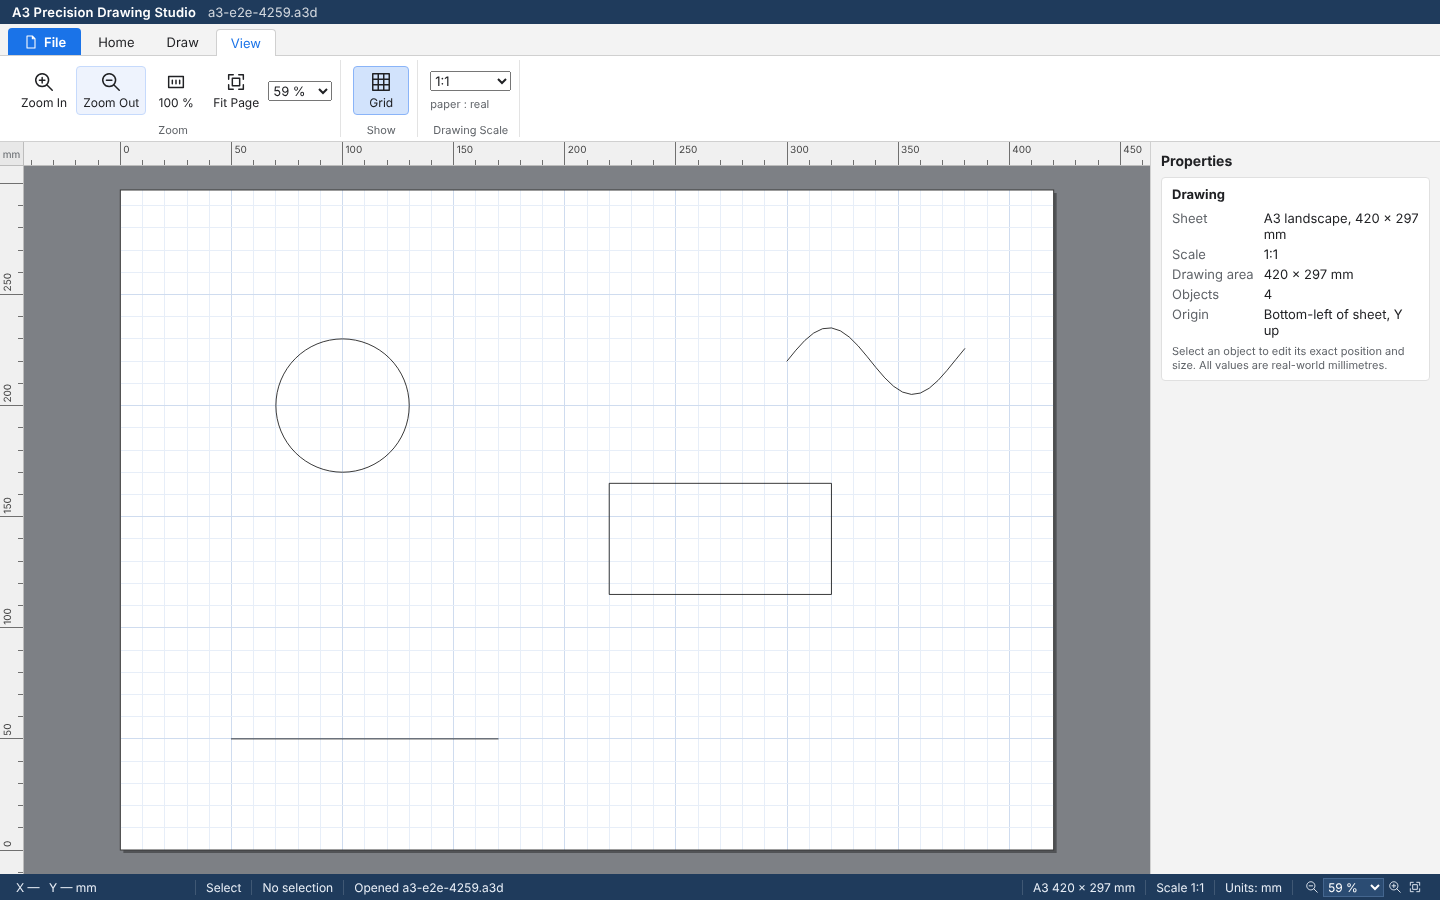 A3 Precision Drawing Studio a3-e2e-4259.a3d
File Home Draw View
Zoom In Zoom Out 100 % Fit Page 59 % Grid 1:1
paper : real
Zoom Show Drawing Scale
mm 0 50 100 150 200 250 300 350 400 450
250
200
150
100
50
0
Properties
Drawing
Sheet A3 landscape, 420 × 297 mm
Scale 1:1
Drawing area 420 × 297 mm
Objects 4
Origin Bottom-left of sheet, Y up
Select an object to edit its exact position and
size. All values are real-world millimetres.
X — Y — mm Select No selection Opened a3-e2e-4259.a3d A3 420 × 297 mm Scale 1:1 Units: mm 59 %